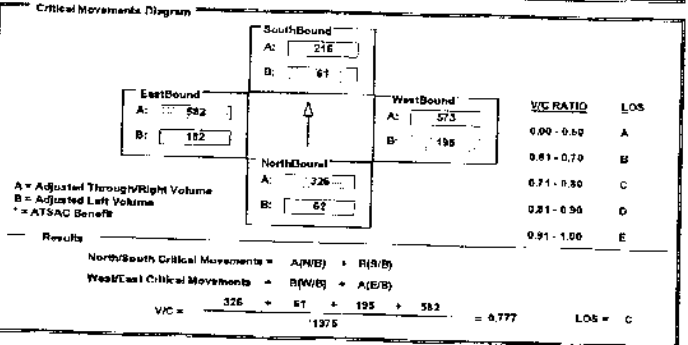 Critical Movements Diagram
SouthBound
A: 216
B: 61
EastBound
A: 582
B: 182
WestBound
A: 573
B: 195
NorthBound
A: 326
B: 62
V/C RATIO LOS
0.00 - 0.60 A
0.61 - 0.70 B
0.71 - 0.80 C
0.81 - 0.90 D
0.91 - 1.00 E
A = Adjusted Through/Right Volume
B = Adjusted Left Volume
* = ATSAC Benefit
Results
North/South Critical Movements = A(N/B) + B(S/B)
West/East Critical Movements = B(W/B) + A(E/B)
V/C = 326 + 61 + 195 + 582
1375
= 0.777 LOS = C